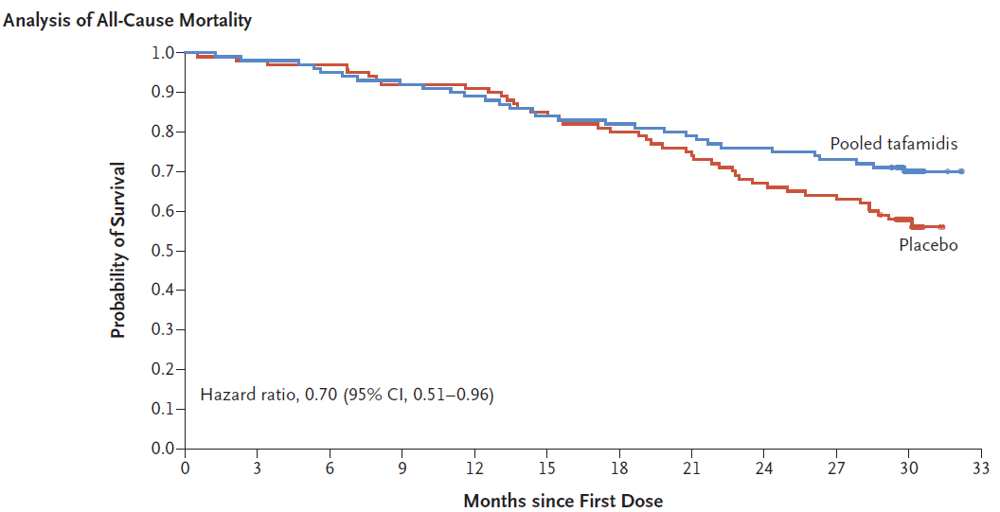 Analysis of All-Cause Mortality
1.0
0.9
0.8
0.7
0.6
0.5
0.4
0.3
0.2
0.1
0.0
Probability of Survival
Pooled tafamidis
Placebo
Hazard ratio, 0.70 (95% CI, 0.51–0.96)
0 3 6 9 12 15 18 21 24 27 30 33
Months since First Dose